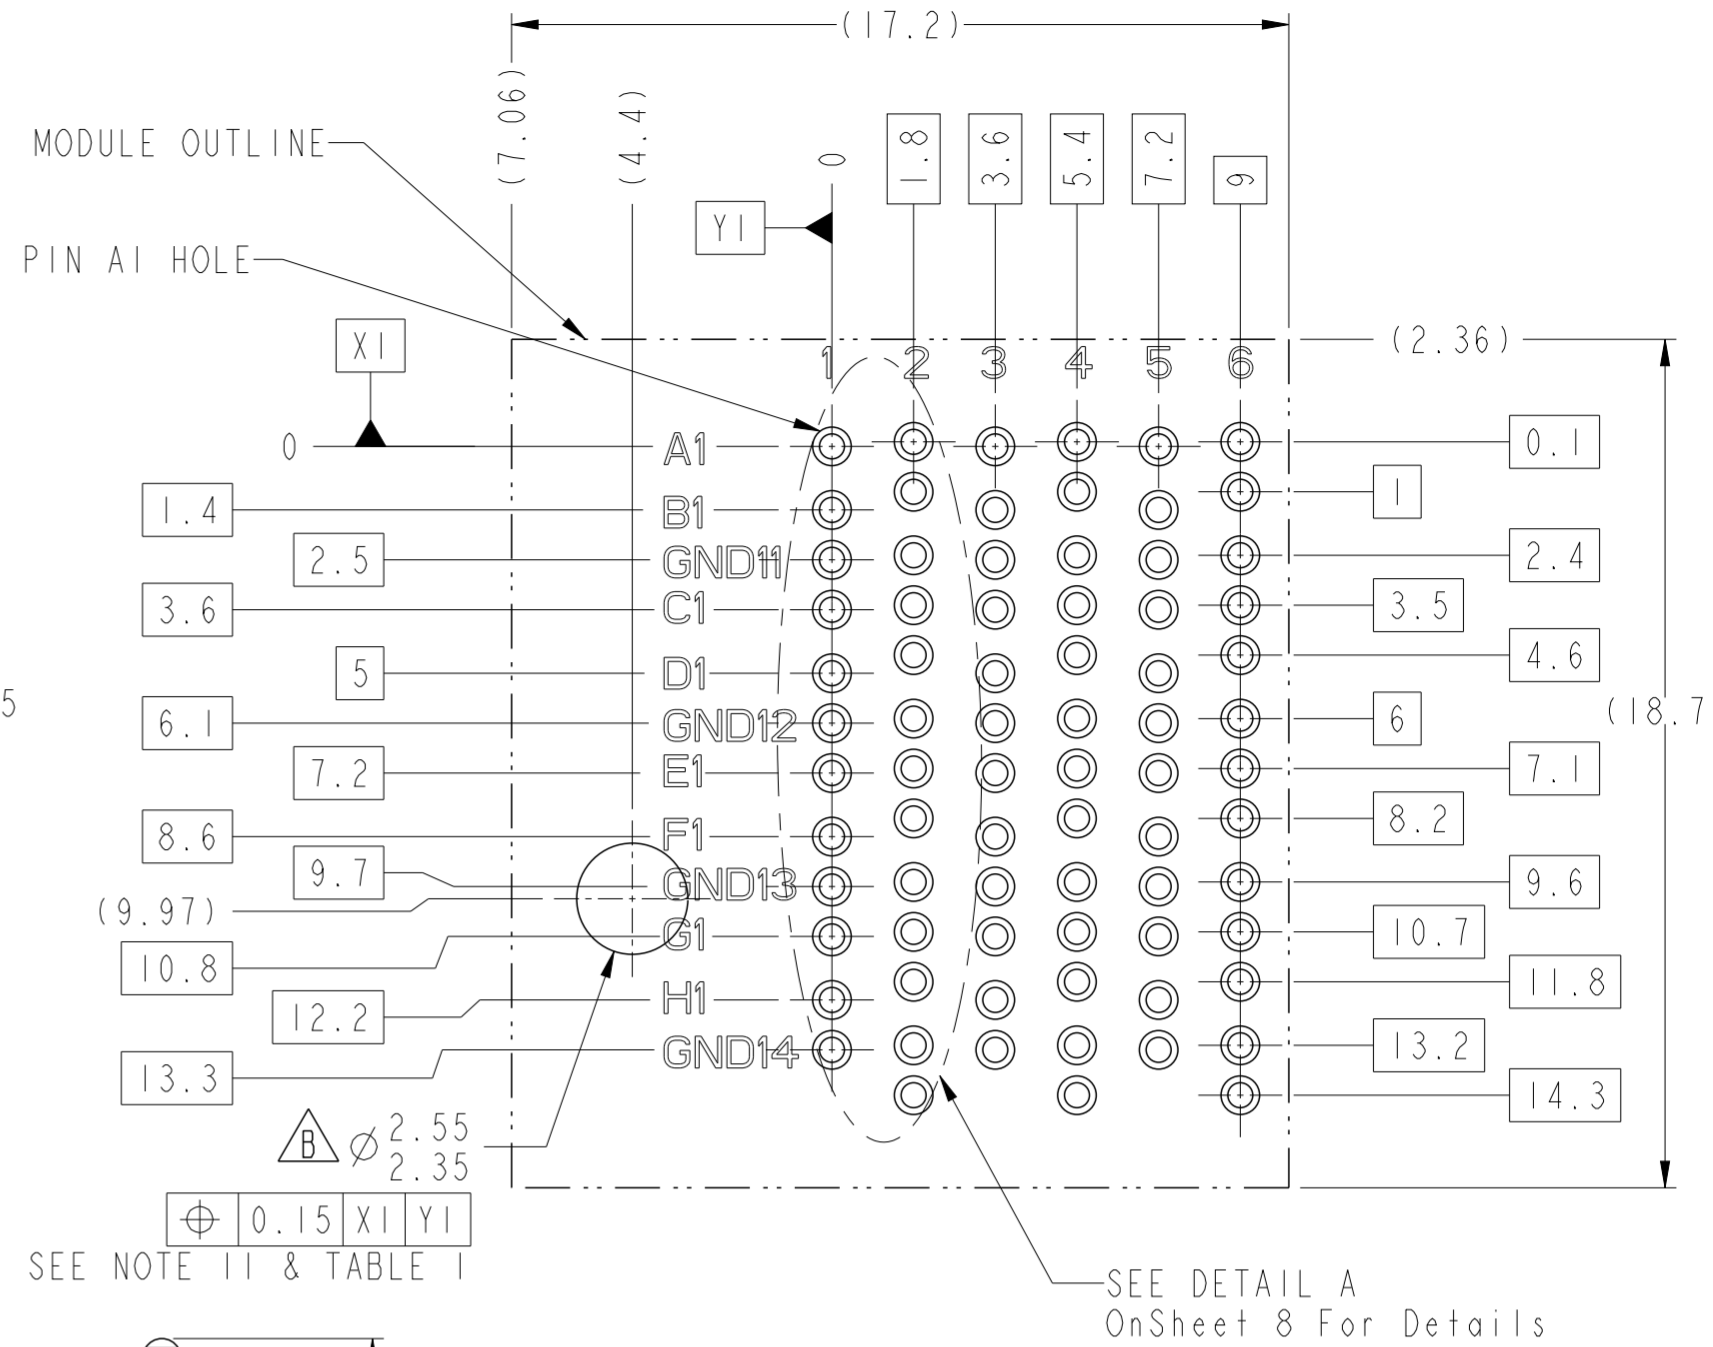 (17.2)
(7.06)
(4.4)
0
1.8
3.6
5.4
7.2
9
MODULE OUTLINE
Y1
PIN A1 HOLE
X1
(2.36)
1 2 3 4 5 6
0
A1
0.1
1
1.4
B1
2.5
GND11
2.4
3.6
C1
3.5
5
D1
4.6
5
6.1
GND12
6
(18.7
7.2
E1
7.1
8.6
F1
8.2
9.7
GND13
9.6
(9.97)
10.8
G1
10.7
12.2
H1
11.8
13.3
GND14
13.2
14.3
B
⌀ 2.55
2.35
⌖ 0.15 X1 Y1
SEE NOTE 11 & TABLE 1
SEE DETAIL A
OnSheet 8 For Details